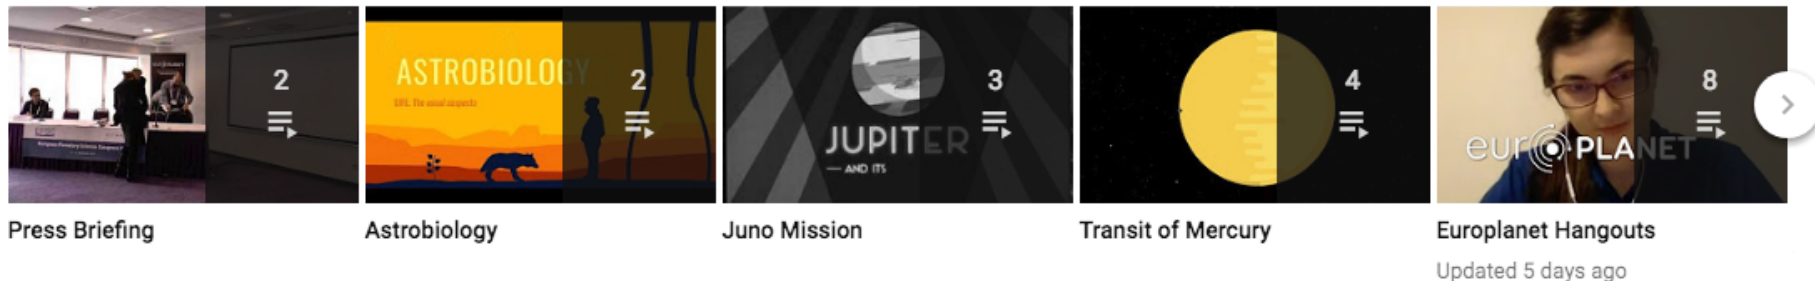 2
ASTROBIOLOGY
2
JUPITER
AND ITS
3
4
euroPLANET
8
Press Briefing
Astrobiology
Juno Mission
Transit of Mercury
Europlanet Hangouts
Updated 5 days ago